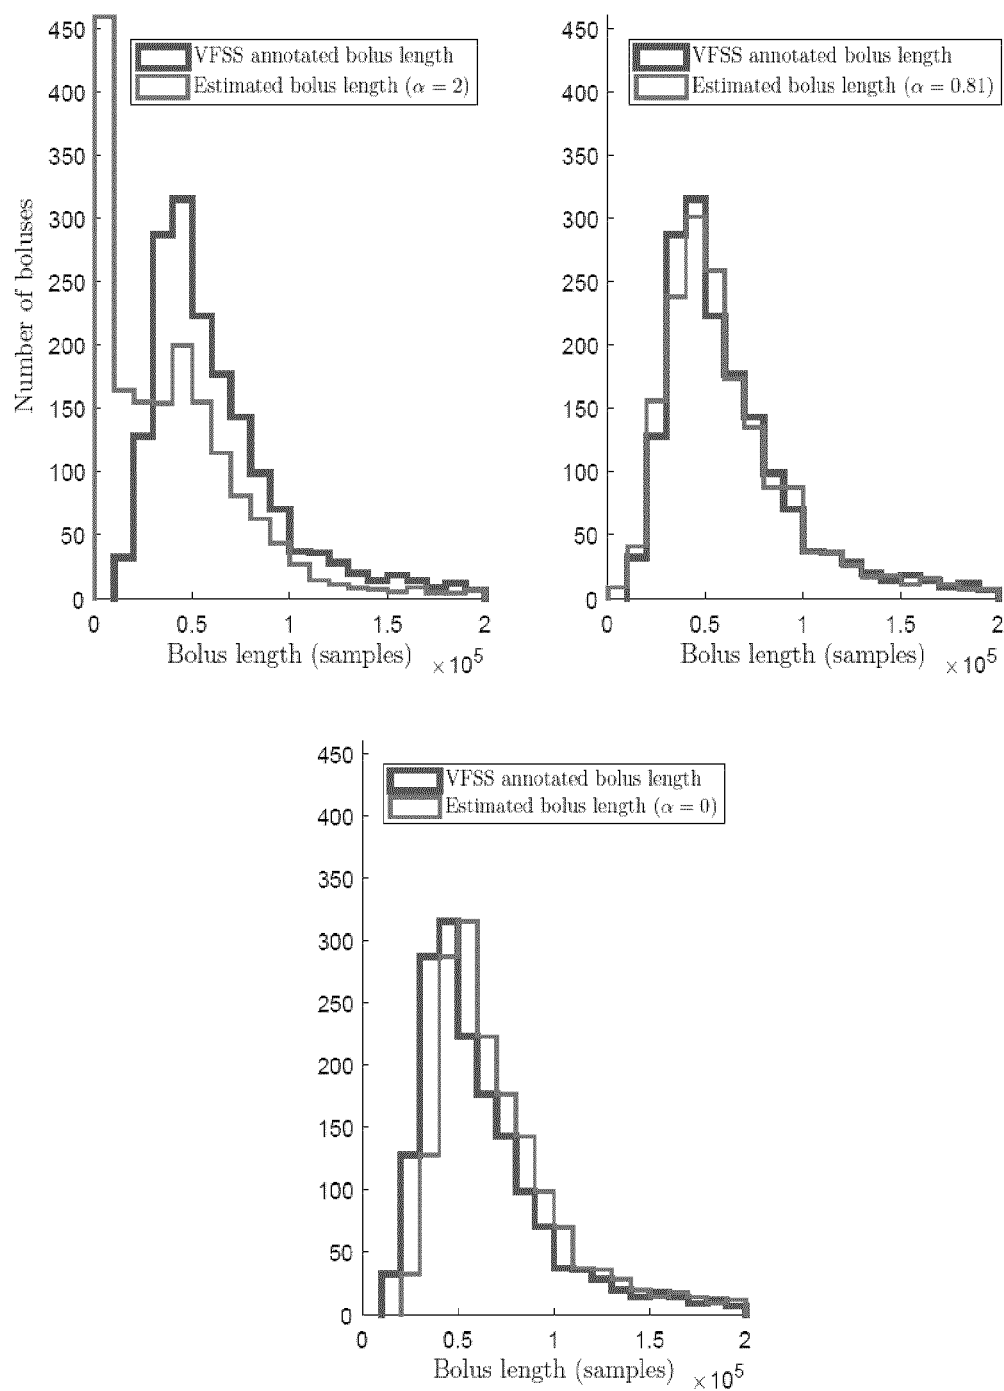 450
400
350
300
250
200
150
100
50
0
Number of boluses
VFSS annotated bolus length
Estimated bolus length (α = 2)
0 0.5 1 1.5 2
Bolus length (samples) ×10^5
450
400
350
300
250
200
150
100
50
0
VFSS annotated bolus length
Estimated bolus length (α = 0.81)
0 0.5 1 1.5 2
Bolus length (samples) ×10^5
450
400
350
300
250
200
150
100
50
0
VFSS annotated bolus length
Estimated bolus length (α = 0)
0 0.5 1 1.5 2
Bolus length (samples) ×10^5